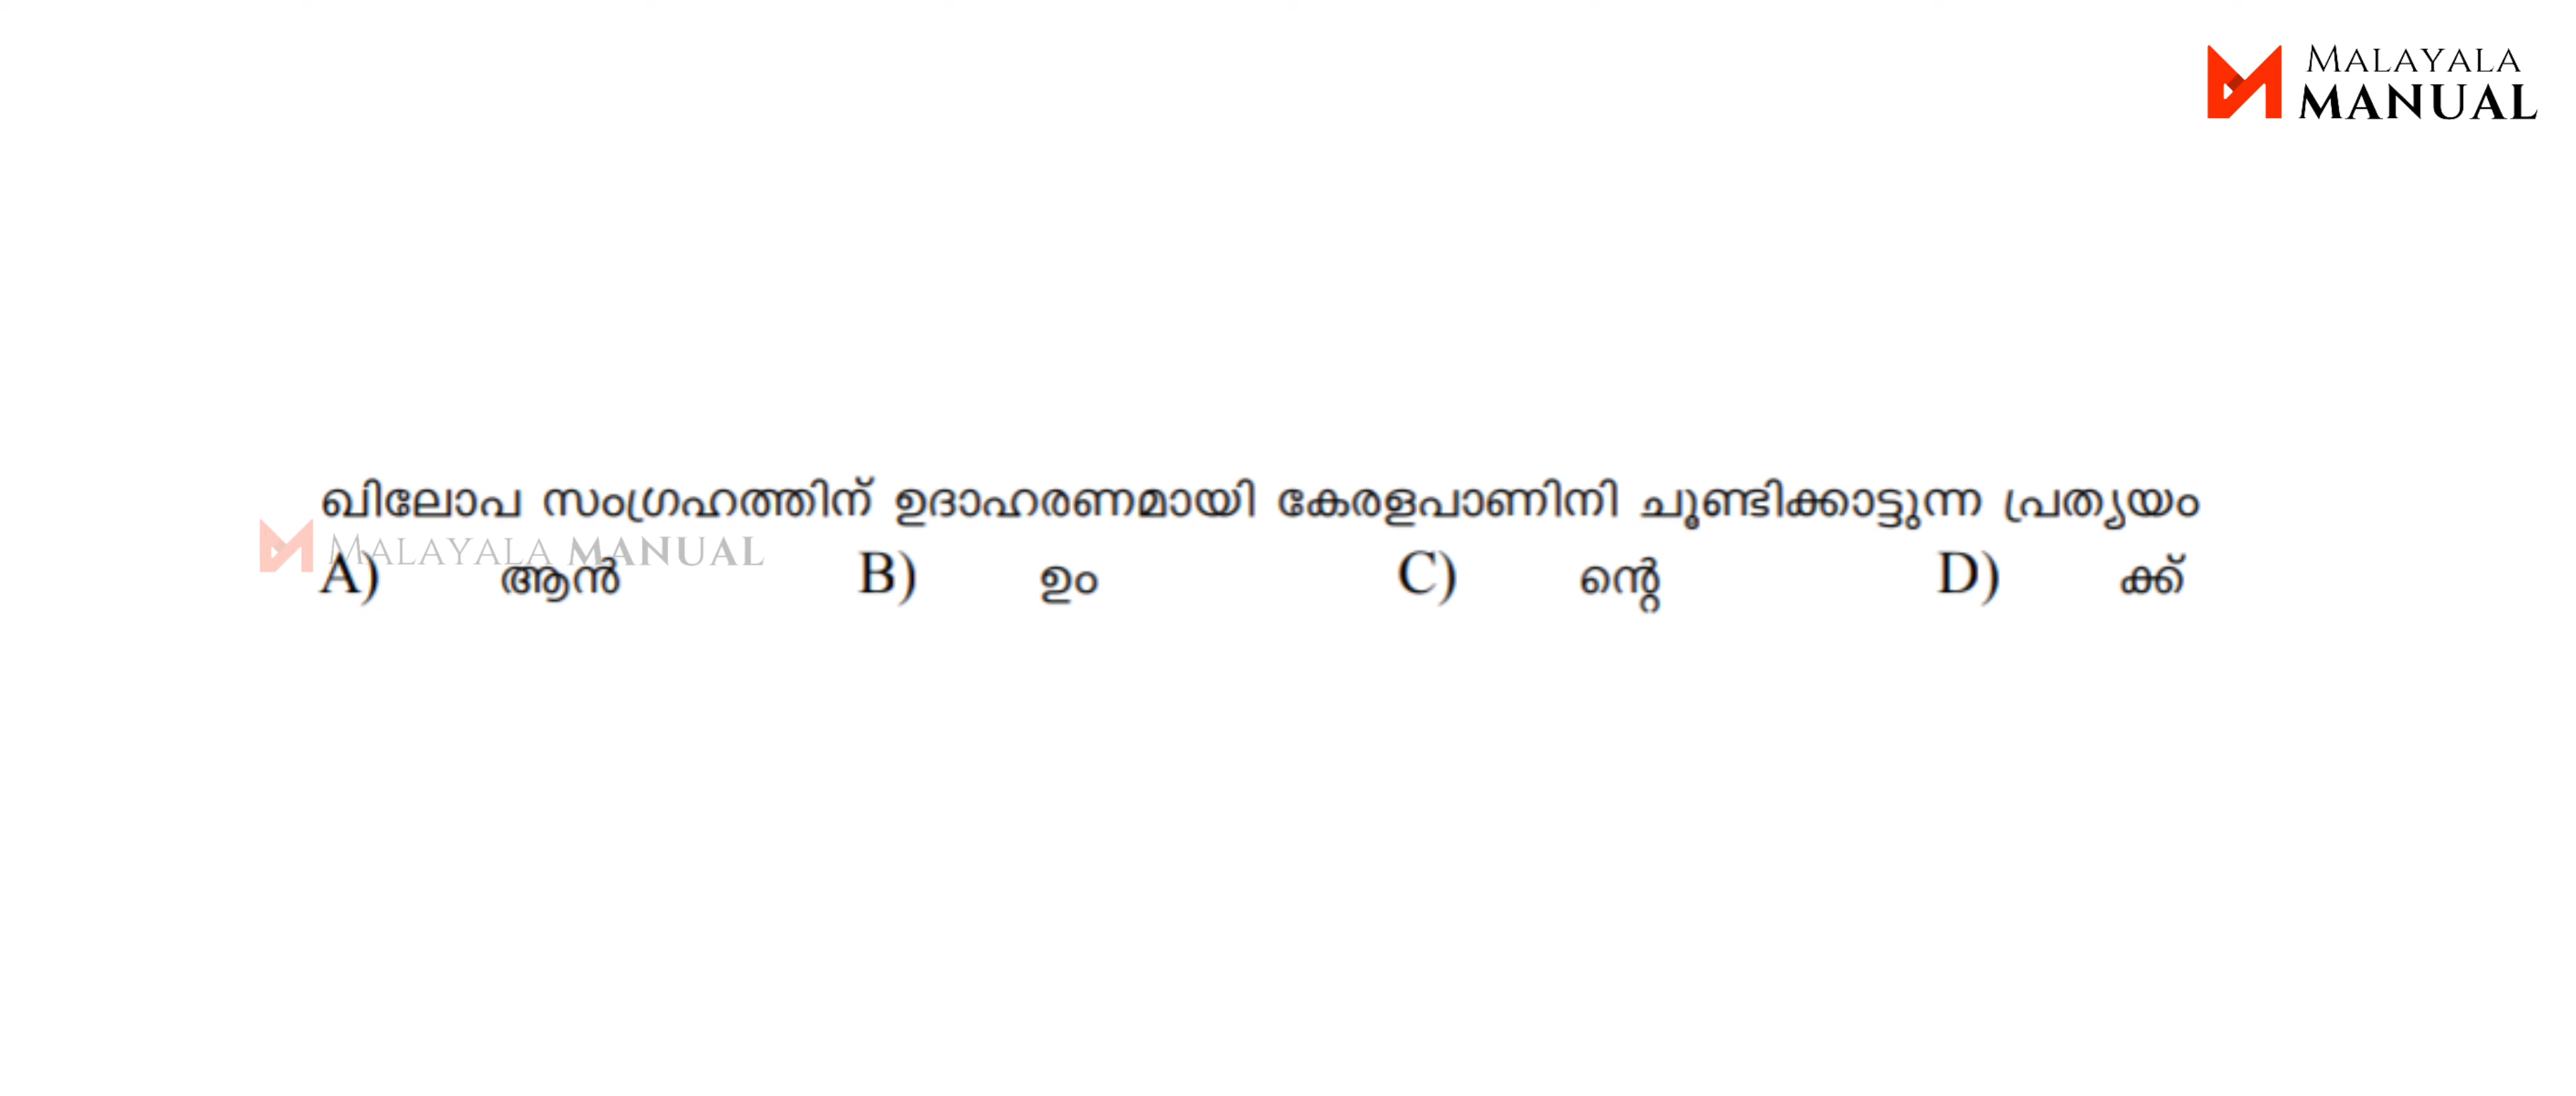 MALAYALA
MANUAL
ഖിലോപ സംഗ്രഹത്തിന് ഉദാഹരണമായി കേരളപാണിനി ചൂണ്ടിക്കാട്ടുന്ന പ്രത്യയം
MALAYALA MANUAL
A) ആൻ B) ഉം C) ന്റെ D) ക്ക്